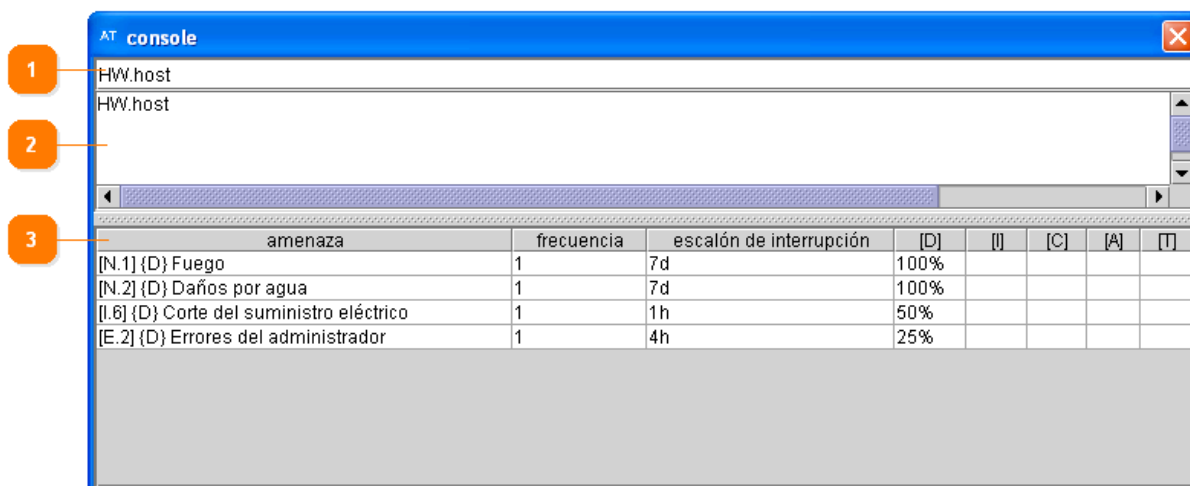 AT console
1 HW.host
HW.host
2
3 amenaza frecuencia escalón de interrupción [D] [I] [C] [A] [T]
[N.1] {D} Fuego 1 7d 100%
[N.2] {D} Daños por agua 1 7d 100%
[I.6] {D} Corte del suministro eléctrico 1 1h 50%
[E.2] {D} Errores del administrador 1 4h 25%